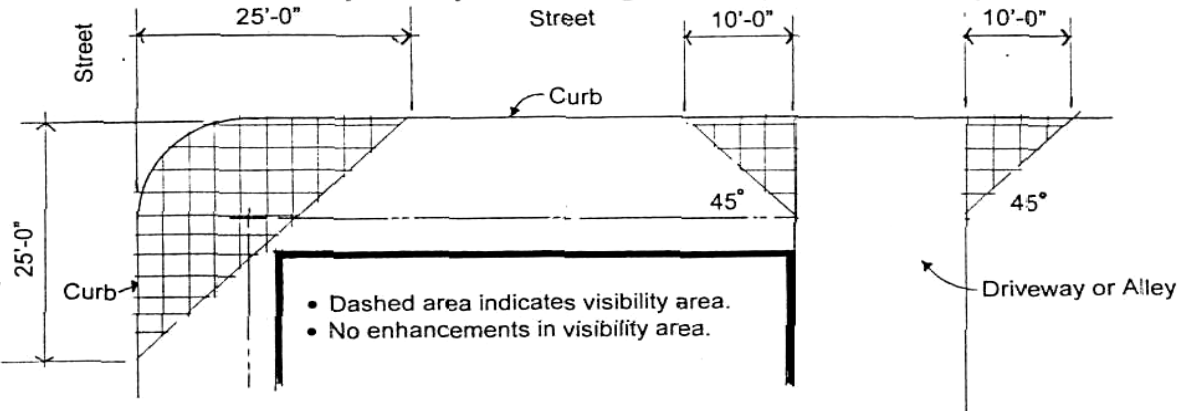 25'-0"
Street
10'-0"
10'-0"
Street
Curb
45°
45°
25'-0"
Curb
Driveway or Alley
• Dashed area indicates visibility area.
• No enhancements in visibility area.